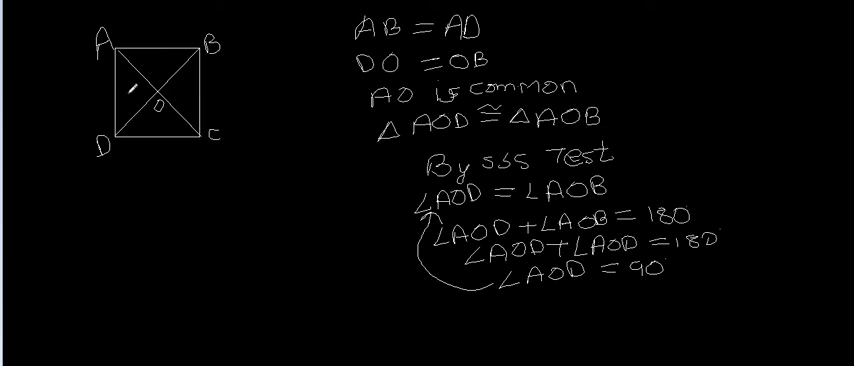 A B
O
D C
AB = AD
DO = OB
AO is common
△ AOD ≅ △AOB
By SSS Test
∠AOD = ∠AOB
∠AOD + ∠AOB = 180
∠AOD + ∠AOD = 180
∠AOD = 90